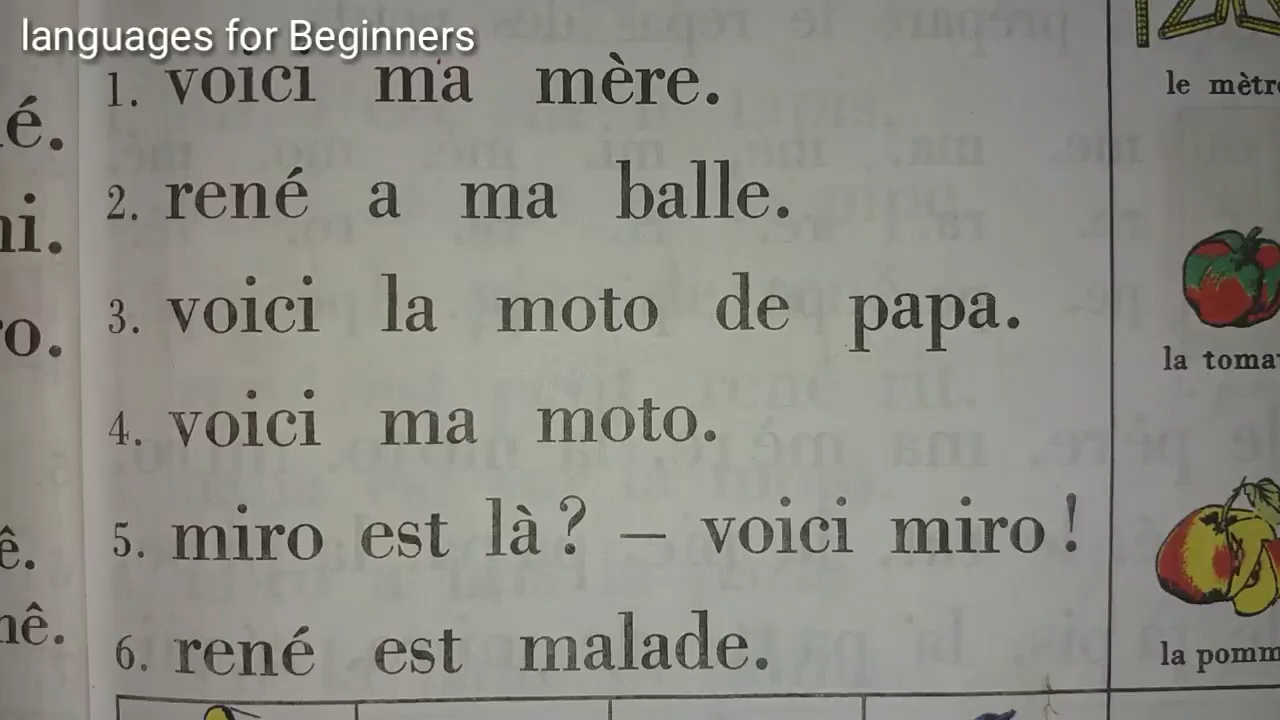 languages for Beginners
1. voici ma mère.
2. rené a ma balle.
3. voici la moto de papa.
4. voici ma moto.
5. miro est là ? – voici miro !
6. rené est malade.
é.
i.
o.
ê.
ê.
le mètr
la toma
la pomm